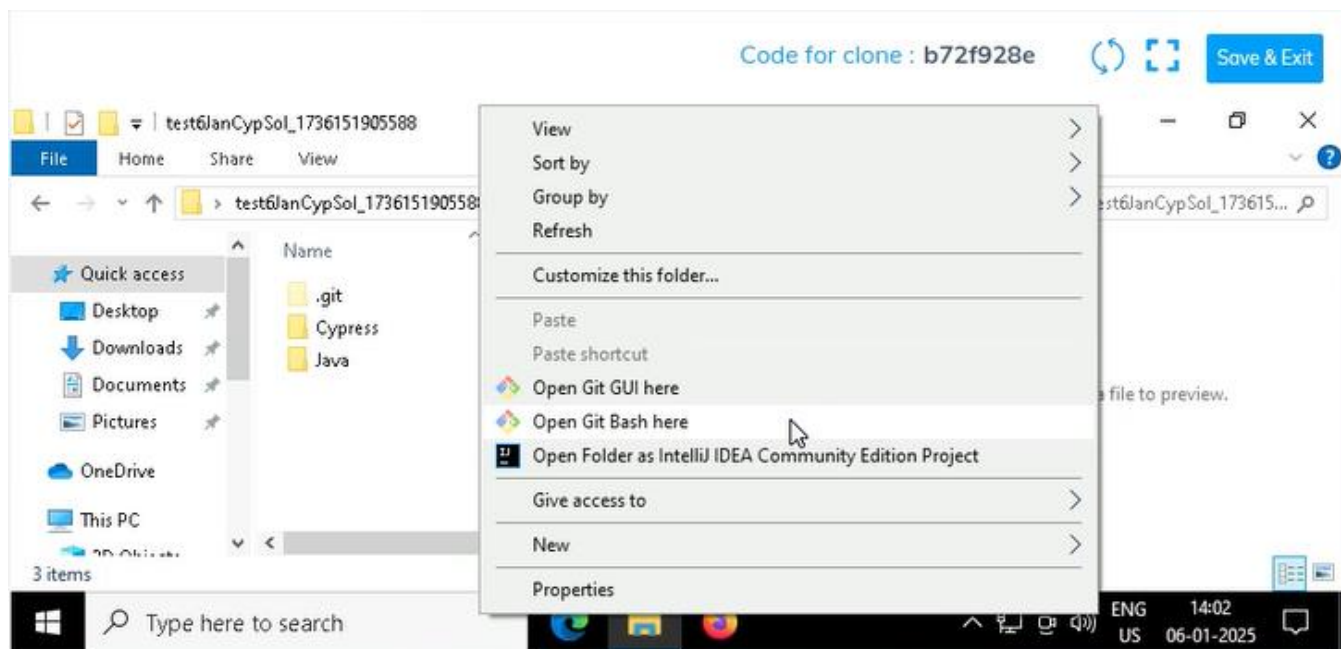 Code for clone : b72f928e
Save & Exit
test6JanCypSol_1736151905588
File Home Share View
test6JanCypSol_173615190558
est6JanCypSol_173615...
Name
Quick access
Desktop
Downloads
Documents
Pictures
OneDrive
This PC
.git
Cypress
Java
3 items
View
Sort by
Group by
Refresh
Customize this folder...
Paste
Paste shortcut
Open Git GUI here
Open Git Bash here
Open Folder as IntelliJ IDEA Community Edition Project
Give access to
New
Properties
a file to preview.
Type here to search
ENG
US
14:02
06-01-2025